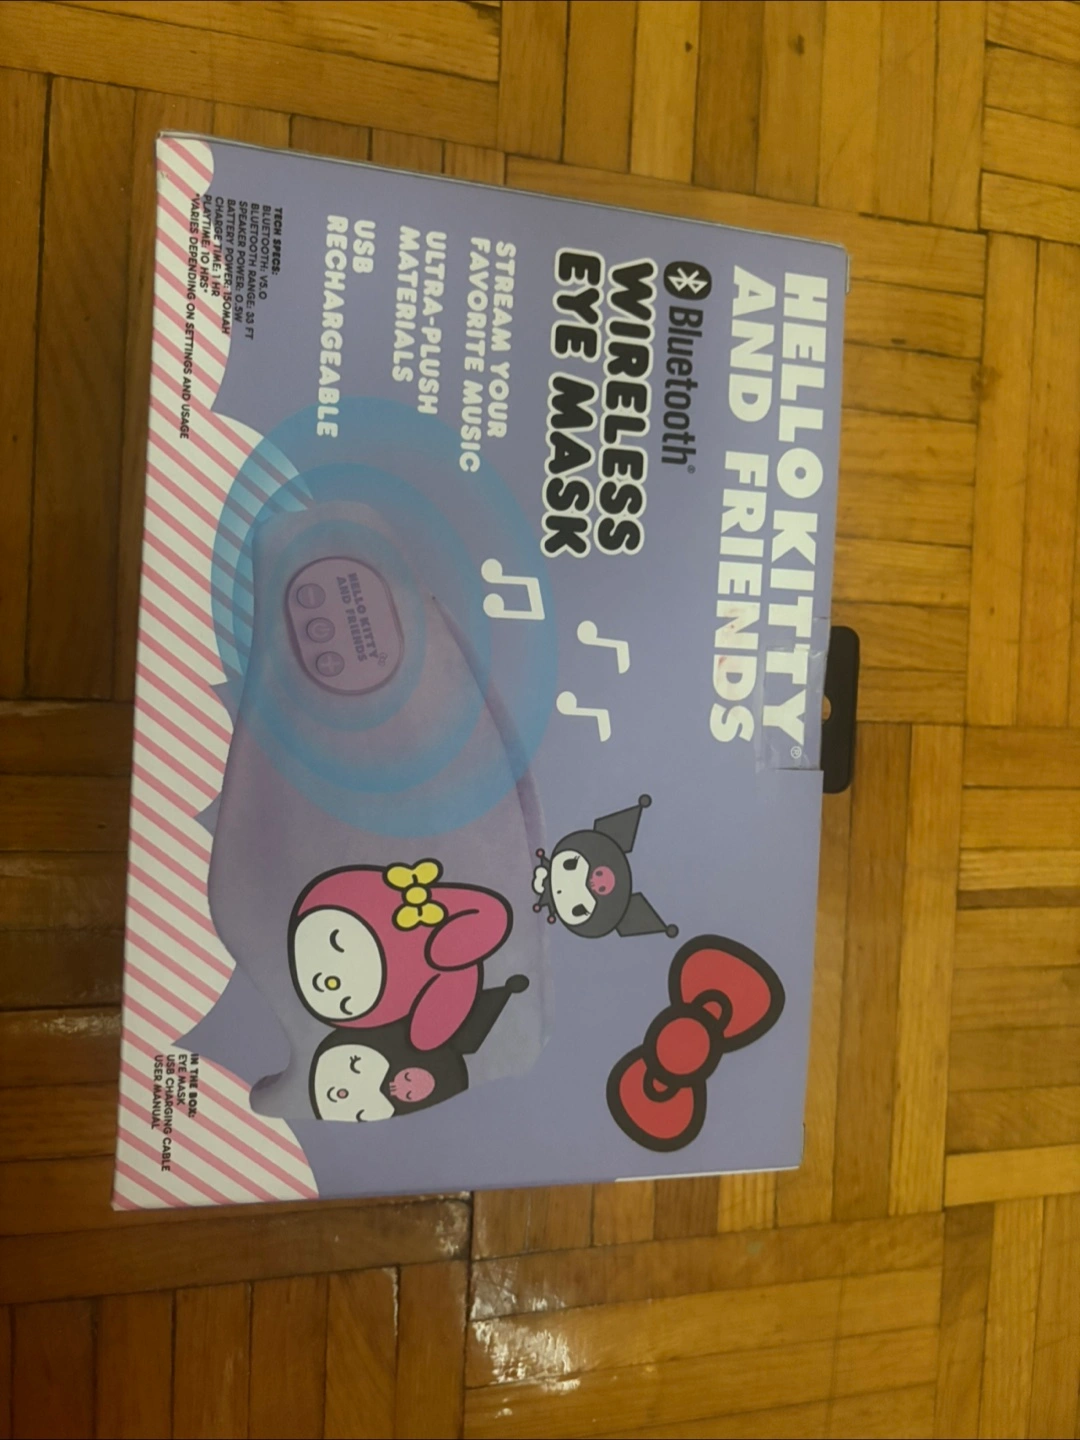 HELLO KITTY®
AND FRIENDS
Bluetooth®
WIRELESS
EYE MASK
STREAM YOUR
FAVORITE MUSIC
ULTRA-PLUSH
MATERIALS
USB
RECHARGEABLE
HELLO KITTY
AND FRIENDS
TECH SPECS:
BLUETOOTH: V5.0
BLUETOOTH RANGE: 33 FT
SPEAKER POWER: 0.5W
BATTERY POWER: 150MAH
CHARGE TIME: 1 HR
PLAYTIME: 10 HRS*
*VARIES DEPENDING ON SETTINGS AND USAGE
IN THE BOX:
EYE MASK
USB CHARGING CABLE
USER MANUAL